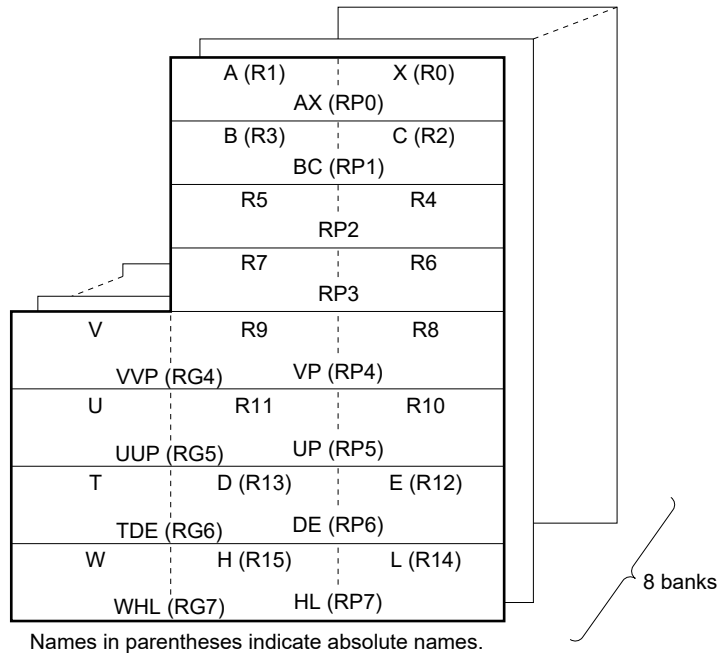 A (R1) X (R0)
AX (RP0)
B (R3) C (R2)
BC (RP1)
R5 R4
RP2
R7 R6
RP3
V R9 R8
VVP (RG4) VP (RP4)
U R11 R10
UUP (RG5) UP (RP5)
T D (R13) E (R12)
TDE (RG6) DE (RP6)
W H (R15) L (R14)
WHL (RG7) HL (RP7)
8 banks
Names in parentheses indicate absolute names.